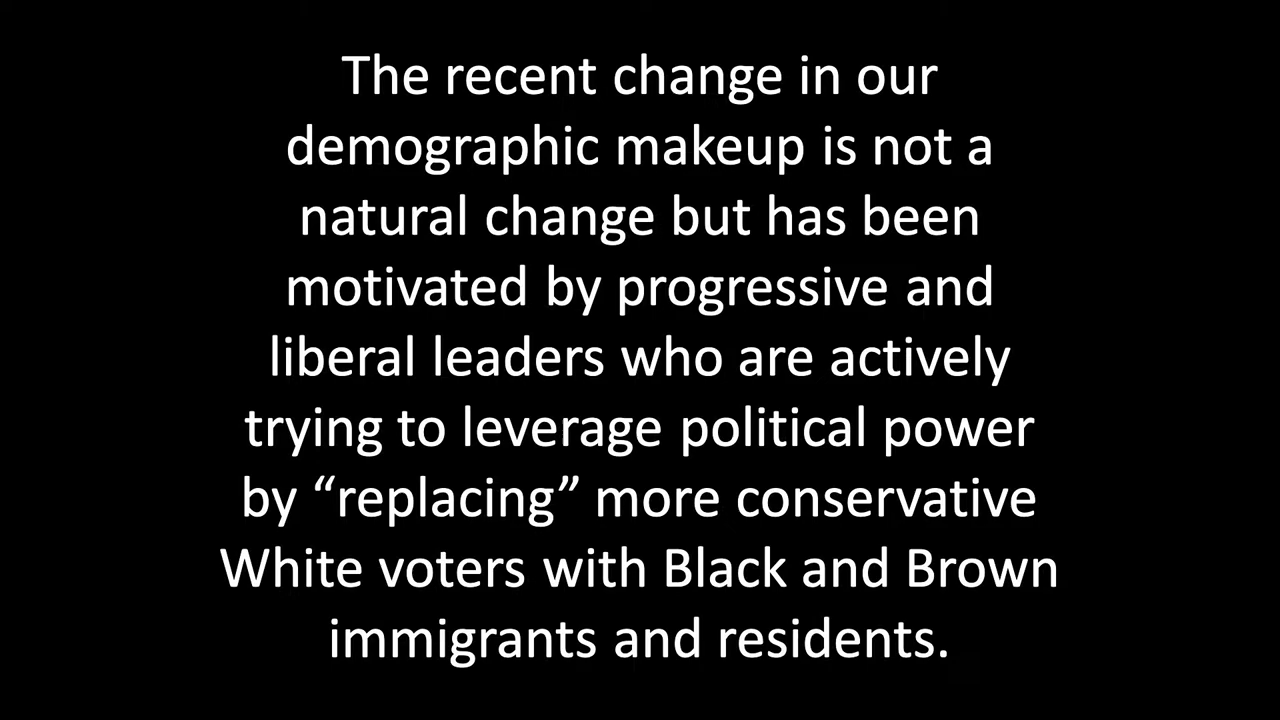 The recent change in our
demographic makeup is not a
natural change but has been
motivated by progressive and
liberal leaders who are actively
trying to leverage political power
by “replacing” more conservative
White voters with Black and Brown
immigrants and residents.